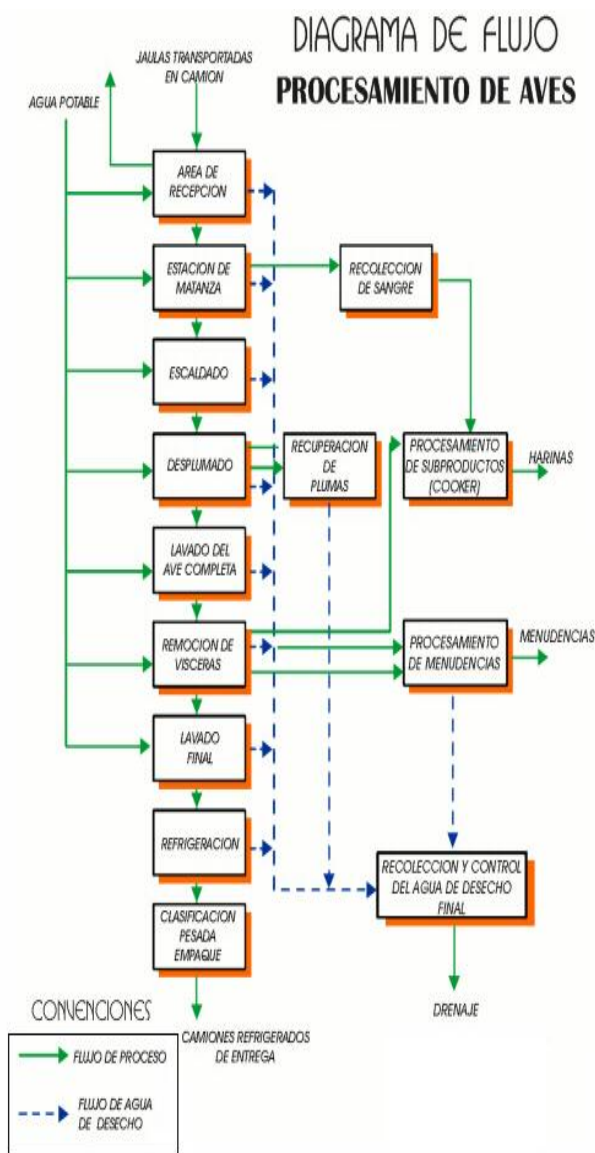 DIAGRAMA DE FLUJO
PROCESAMIENTO DE AVES
JAULAS TRANSPORTADAS
EN CAMION
AGUA POTABLE
AREA DE
RECEPCION
ESTACION DE
MATANZA
RECOLECCION
DE SANGRE
ESCALDADO
DESPLUMADO
RECUPERACION
DE
PLUMAS
PROCESAMIENTO
DE SUBPRODUCTOS
(COOKER)
HARINAS
LAVADO DEL
AVE COMPLETA
REMOCION DE
VISCERAS
PROCESAMIENTO
DE MENUDENCIAS
MENUDENCIAS
LAVADO
FINAL
REFRIGERACION
RECOLECCION Y CONTROL
DEL AGUA DE DESECHO
FINAL
CLASIFICACION
PESADA
EMPAQUE
DRENAJE
CAMIONES REFRIGERADOS
DE ENTREGA
CONVENCIONES
FLUJO DE PROCESO
FLUJO DE AGUA
DE DESECHO